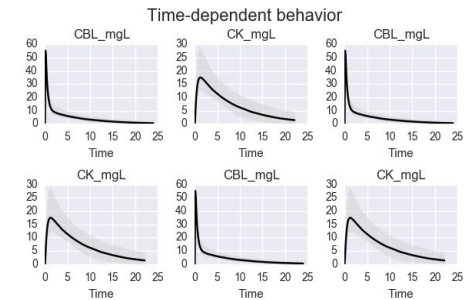 Time-dependent behavior
CBL_mgL CK_mgL CBL_mgL
60 30 60
50 25 50
40 20 40
30 15 30
20 10 20
10 5 10
0 0 0
0 5 10 15 20 25 0 5 10 15 20 25 0 5 10 15 20 25
Time Time Time
CK_mgL CBL_mgL CK_mgL
30 60 30
25 50 25
20 40 20
15 30 15
10 20 10
5 10 5
0 0 0
0 5 10 15 20 25 0 5 10 15 20 25 0 5 10 15 20 25
Time Time Time